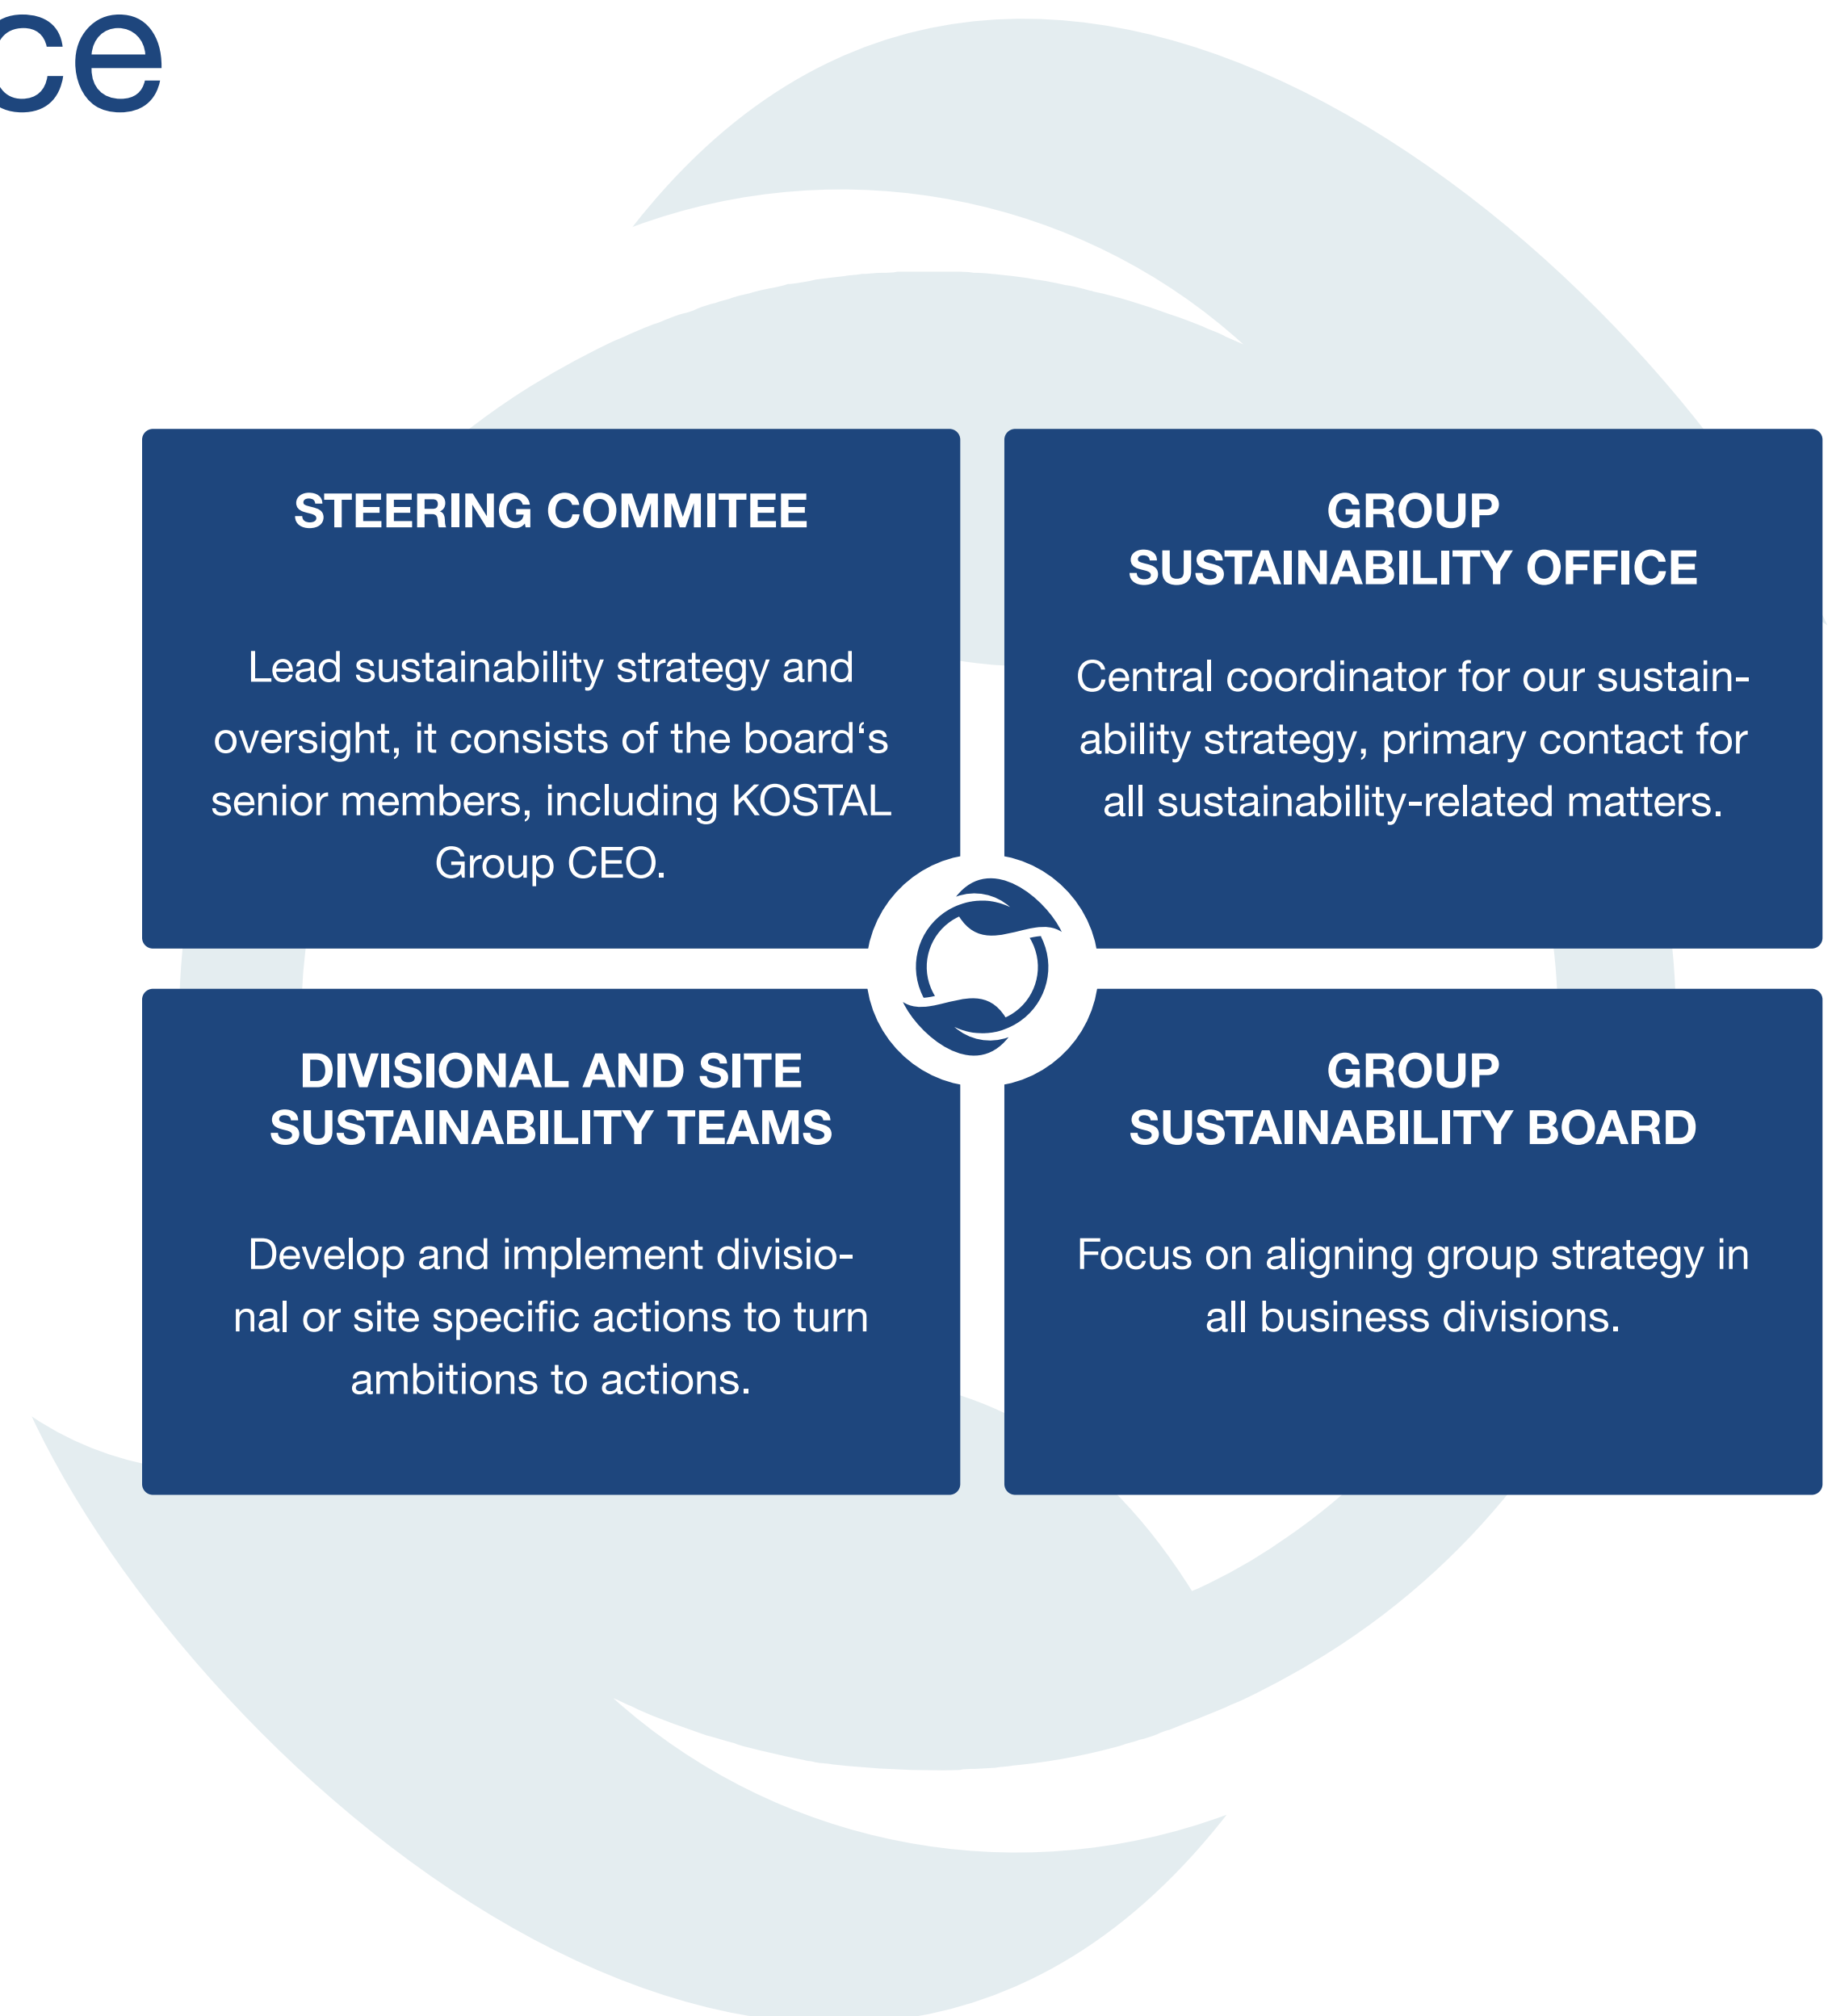 ce
STEERING COMMITEE
Lead sustainability strategy and
oversight, it consists of the board‘s
senior members, including KOSTAL
Group CEO.
GROUP
SUSTAINABILITY OFFICE
Central coordinator for our sustain-
ability strategy, primary contact for
all sustainability-related matters.
DIVISIONAL AND SITE
SUSTAINABILITY TEAMS
Develop and implement divisio-
nal or site specific actions to turn
ambitions to actions.
GROUP
SUSTAINABILITY BOARD
Focus on aligning group strategy in
all business divisions.